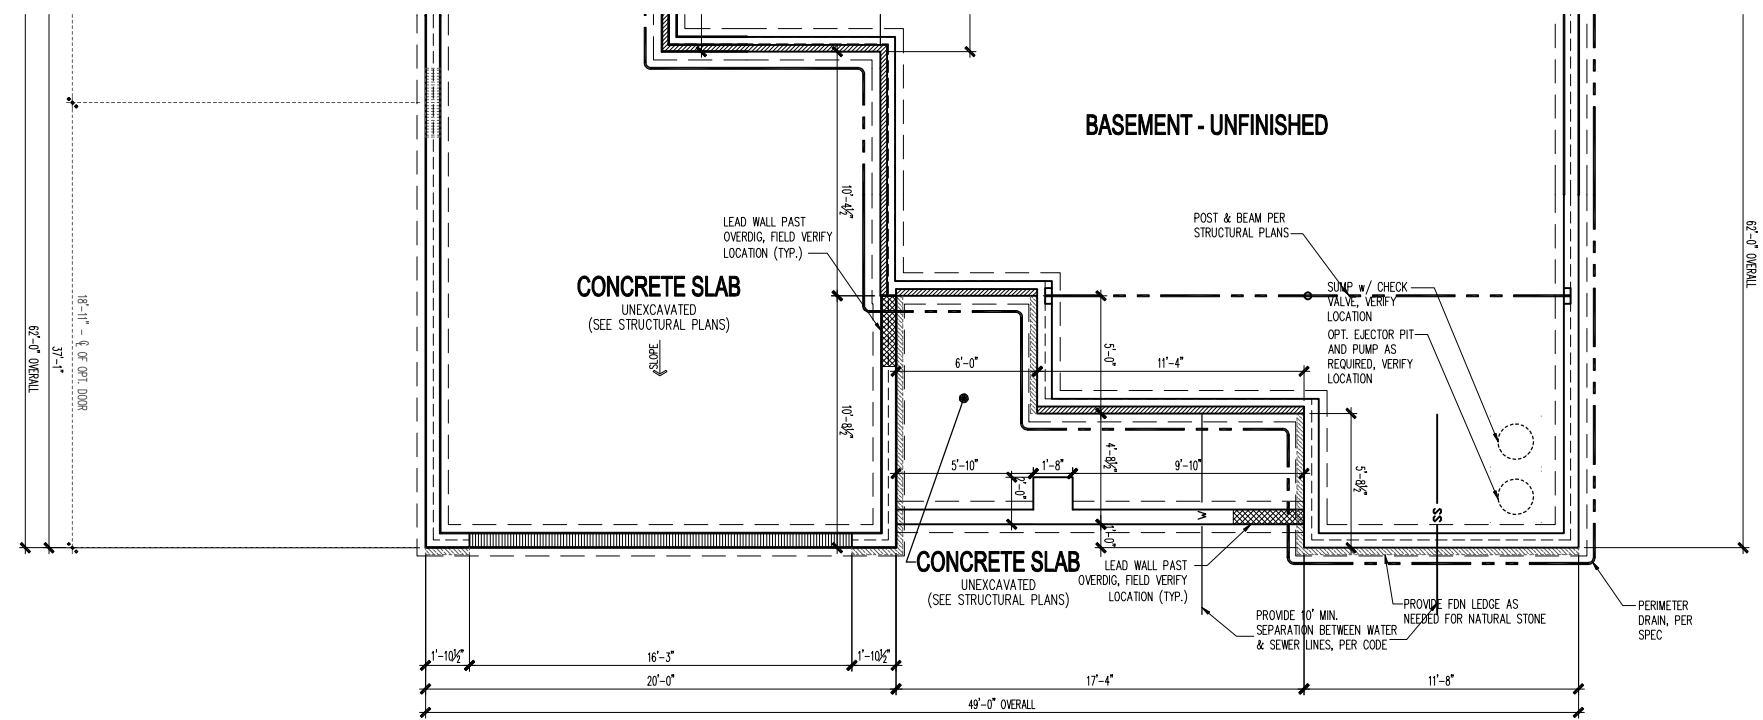 BASEMENT - UNFINISHED
10'-4½"
LEAD WALL PAST
OVERDIG, FIELD VERIFY
LOCATION (TYP.)
POST & BEAM PER
STRUCTURAL PLANS
62'-0" OVERALL
CONCRETE SLAB
UNEXCAVATED
(SEE STRUCTURAL PLANS)
SLOPE
SUMP w/ CHECK
VALVE, VERIFY
LOCATION
OPT. EJECTOR PIT
AND PUMP AS
REQUIRED, VERIFY
LOCATION
62'-0" OVERALL
37'-1"
18'-11" - ℄ OF OPT. DOOR
6'-0"
5'-0"
11'-4"
10'-8½"
4'-8½"
5'-10"
1'-8"
9'-10"
2'-0"
5'-8½"
W
SS
1'-0"
CONCRETE SLAB
UNEXCAVATED
(SEE STRUCTURAL PLANS)
LEAD WALL PAST
OVERDIG, FIELD VERIFY
LOCATION (TYP.)
PROVIDE 10' MIN.
SEPARATION BETWEEN WATER
& SEWER LINES, PER CODE
PROVIDE FDN LEDGE AS
NEEDED FOR NATURAL STONE
PERIMETER
DRAIN, PER
SPEC
1'-10½"
16'-3"
1'-10½"
20'-0"
17'-4"
11'-8"
49'-0" OVERALL